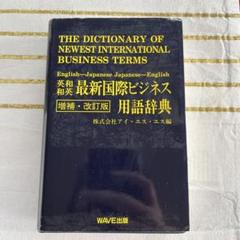 THE DICTIONARY OF
NEWEST INTERNATIONAL
BUSINESS TERMS
English—Japanese Japanese—English
英和
和英 最新国際ビジネス
増補・改訂版 用語辞典
株式会社アイ・エス・エス編
WAVE出版